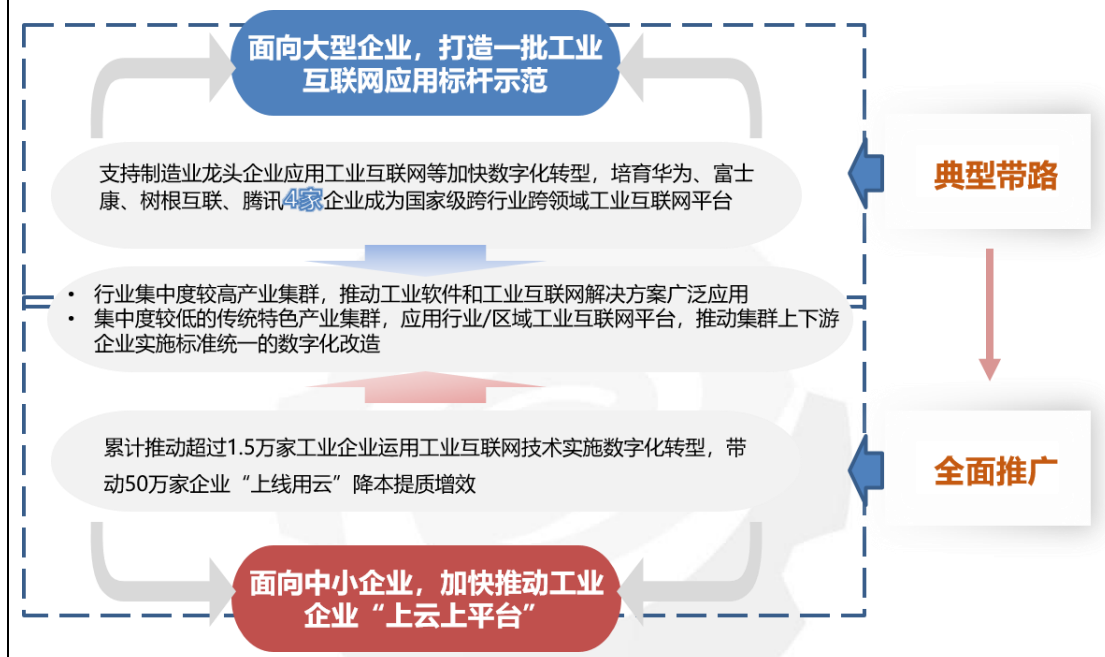 面向大型企业，打造一批工业
互联网应用标杆示范
支持制造业龙头企业应用工业互联网等加快数字化转型，培育华为、富士
康、树根互联、腾讯4家企业成为国家级跨行业跨领域工业互联网平台
典型带路
• 行业集中度较高产业集群，推动工业软件和工业互联网解决方案广泛应用
• 集中度较低的传统特色产业集群，应用行业/区域工业互联网平台，推动集群上下游
企业实施标准统一的数字化改造
累计推动超过1.5万家工业企业运用工业互联网技术实施数字化转型，带
动50万家企业“上线用云”降本提质增效
全面推广
面向中小企业，加快推动工业
企业“上云上平台”